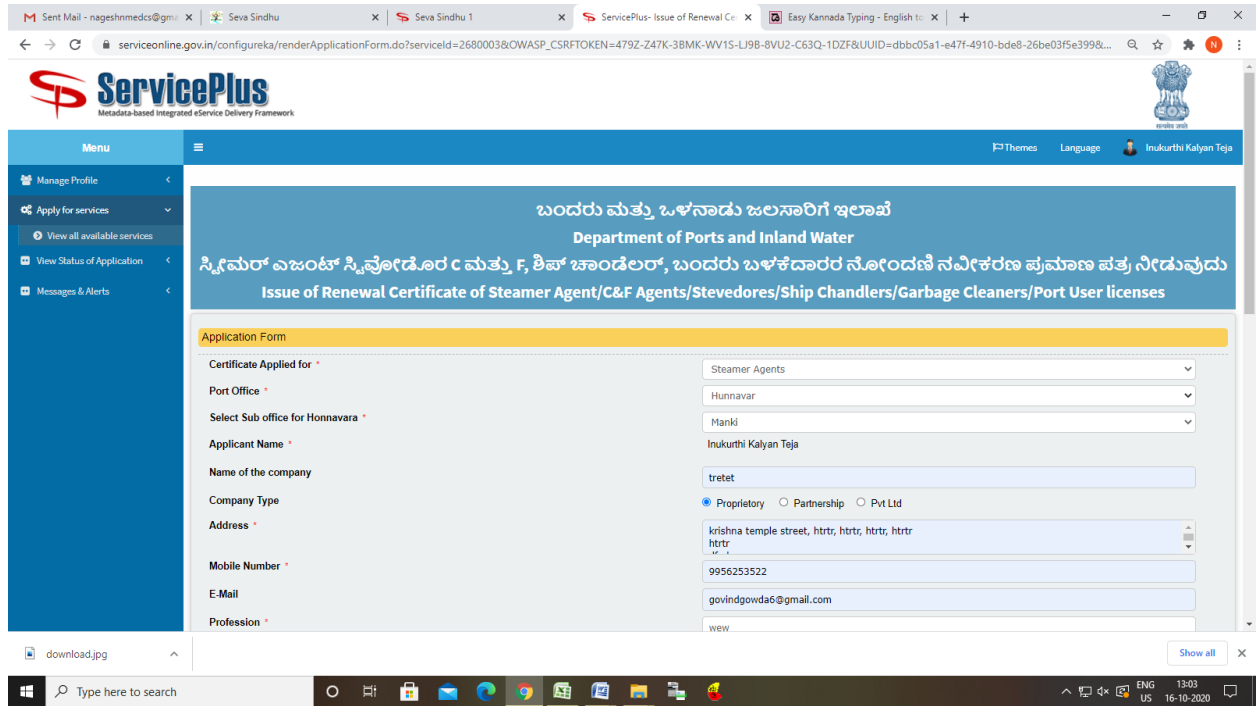 Sent Mail - nageshnmedcs@gma
Seva Sindhu
Seva Sindhu 1
ServicePlus- Issue of Renewal Cer
Easy Kannada Typing - English to
serviceonline.gov.in/configureka/renderApplicationForm.do?serviceId=2680003&OWASP_CSRFTOKEN=479Z-Z47K-3BMK-WV1S-LJ9B-8VU2-C63Q-1DZF&UUID=dbbc05a1-e47f-4910-bde8-26be03f5e399&...
N
ServicePlus
Metadata-based Integrated eService Delivery Framework
सत्यमेव जयते
Menu
Themes Language Inukurthi Kalyan Teja
Manage Profile
Apply for services
View all available services
View Status of Application
Messages & Alerts
ಬಂದರು ಮತ್ತು ಒಳನಾಡು ಜಲಸಾರಿಗೆ ಇಲಾಖೆ
Department of Ports and Inland Water
ಸ್ಟೀಮರ್ ಎಜಂಟ್ ಸ್ಟಿವೋಡೊರ C ಮತ್ತು F, ಶಿಪ್ ಚಾಂಡೆಲರ್, ಬಂದರು ಬಳಕೆದಾರರ ನೋಂದಣಿ ನವೀಕರಣ ಪ್ರಮಾಣ ಪತ್ರ ನೀಡುವುದು
Issue of Renewal Certificate of Steamer Agent/C&F Agents/Stevedores/Ship Chandlers/Garbage Cleaners/Port User licenses
Application Form
Certificate Applied for * Steamer Agents
Port Office * Hunnavar
Select Sub office for Honnavara * Manki
Applicant Name * Inukurthi Kalyan Teja
Name of the company tretet
Company Type Proprietory Partnership Pvt Ltd
Address * krishna temple street, htrtr, htrtr, htrtr, htrtr
htrtr
Mobile Number * 9956253522
E-Mail govindgowda6@gmail.com
Profession * wew
download.jpg
Show all
Type here to search
ENG 13:03
US 16-10-2020